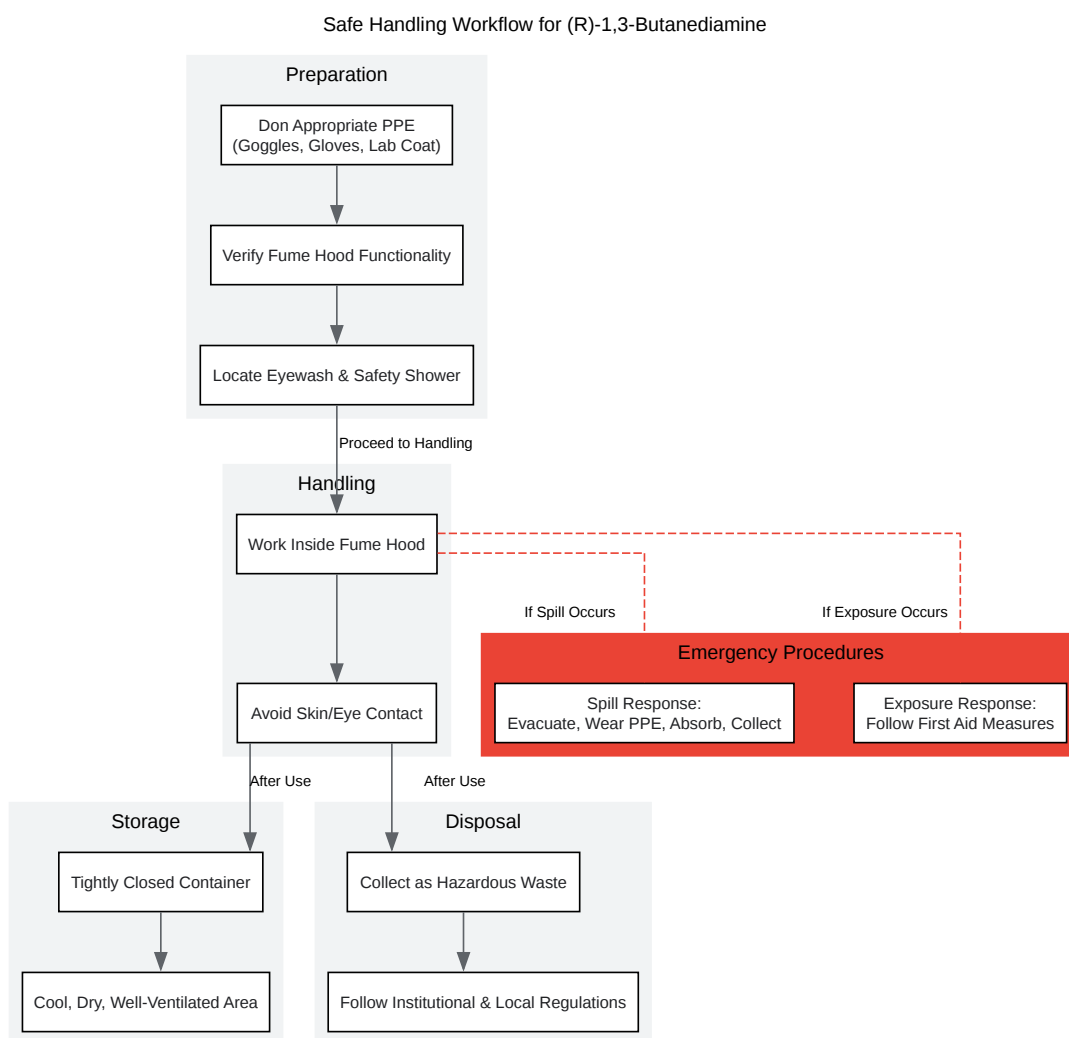 Safe Handling Workflow for (R)-1,3-Butanediamine
Preparation
Don Appropriate PPE
(Goggles, Gloves, Lab Coat)
Verify Fume Hood Functionality
Locate Eyewash & Safety Shower
Proceed to Handling
Handling
Work Inside Fume Hood
If Spill Occurs
If Exposure Occurs
Emergency Procedures
Spill Response:
Evacuate, Wear PPE, Absorb, Collect
Exposure Response:
Follow First Aid Measures
Avoid Skin/Eye Contact
After Use
After Use
Storage
Tightly Closed Container
Cool, Dry, Well-Ventilated Area
Disposal
Collect as Hazardous Waste
Follow Institutional & Local Regulations